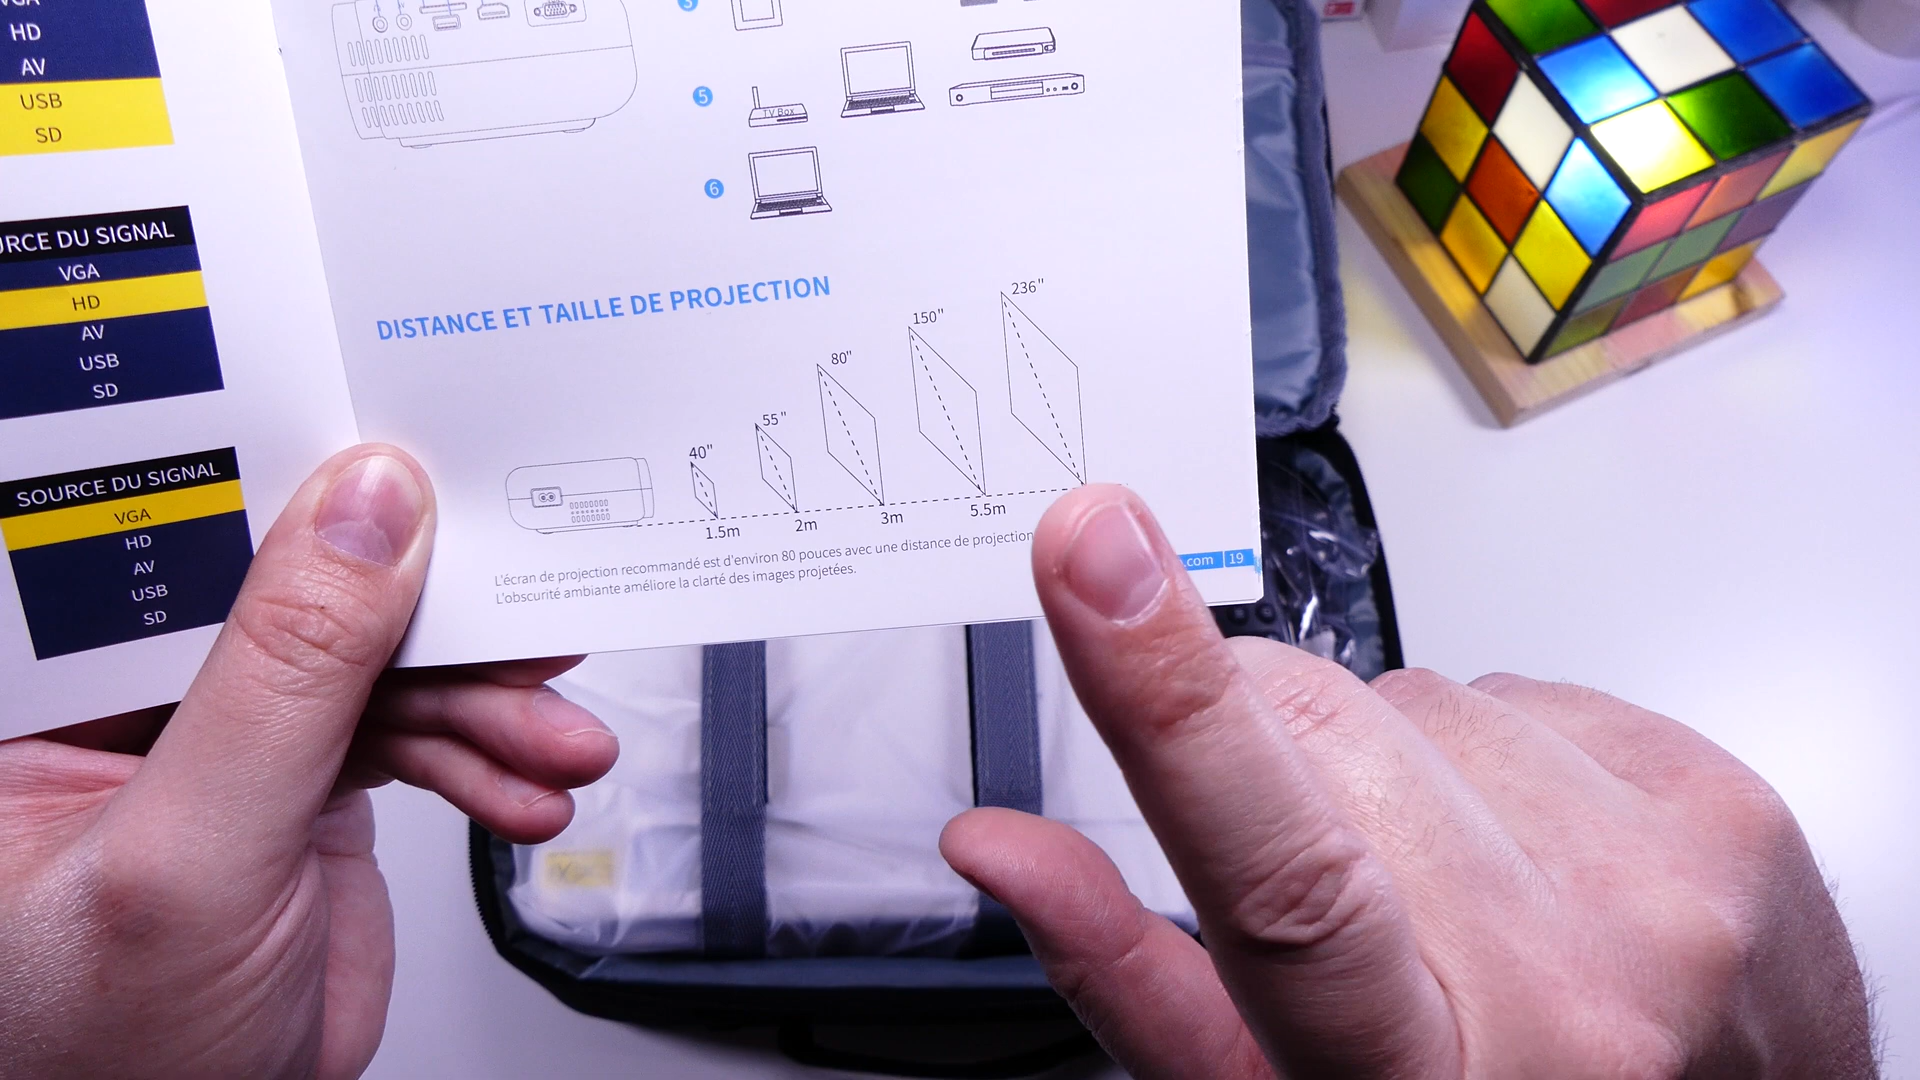 HD
AV
USB
SD
URCE DU SIGNAL
VGA
HD
AV
USB
SD
SOURCE DU SIGNAL
VGA
HD
AV
USB
SD
5
TV Box
6
DISTANCE ET TAILLE DE PROJECTION
40"
55"
80"
150"
236"
1.5m
2m
3m
5.5m
L'écran de projection recommandé est d'environ 80 pouces avec une distance de projection
L'obscurité ambiante améliore la clarté des images projetées.
.com 19